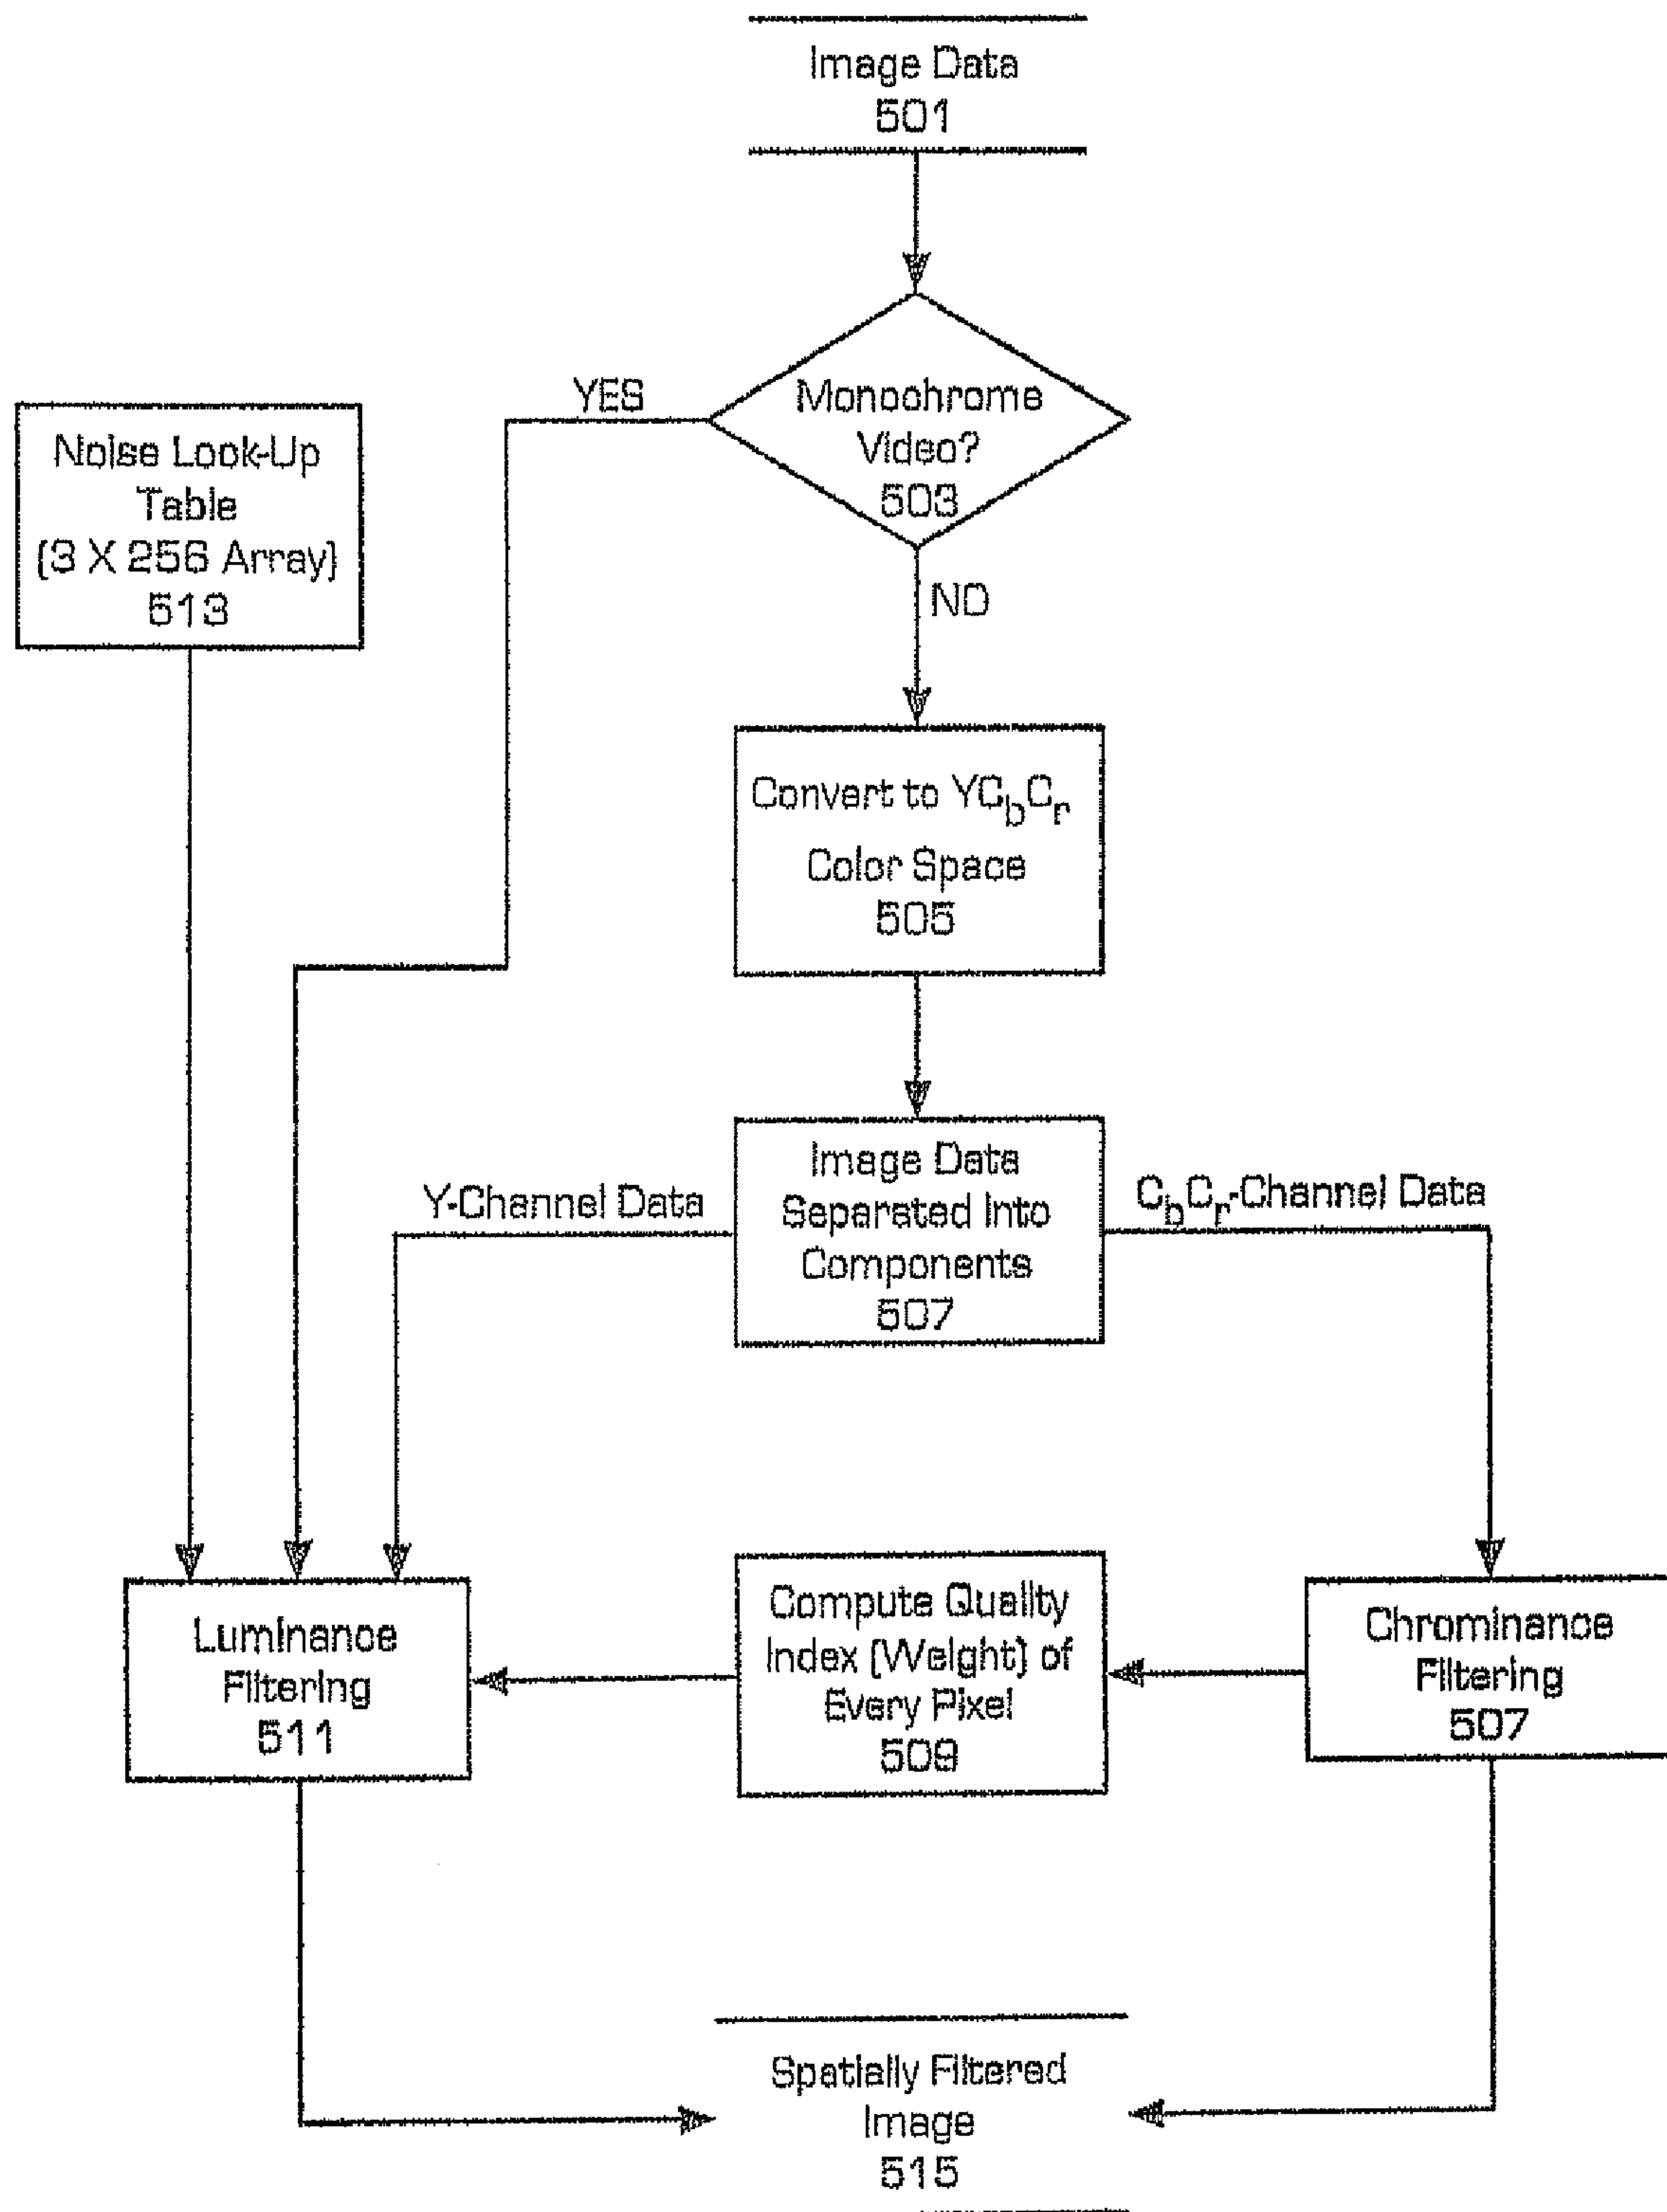 Image Data
501
Monochrome
Video?
503
YES
NO
Noise Look-Up
Table
(3 X 256 Array)
513
Convert to YCbCr
Color Space
505
Image Data
Separated Into
Components
507
Y-Channel Data
CbCr-Channel Data
Luminance
Filtering
511
Compute Quality
Index (Weight) of
Every Pixel
509
Chrominance
Filtering
507
Spatially Filtered
Image
515